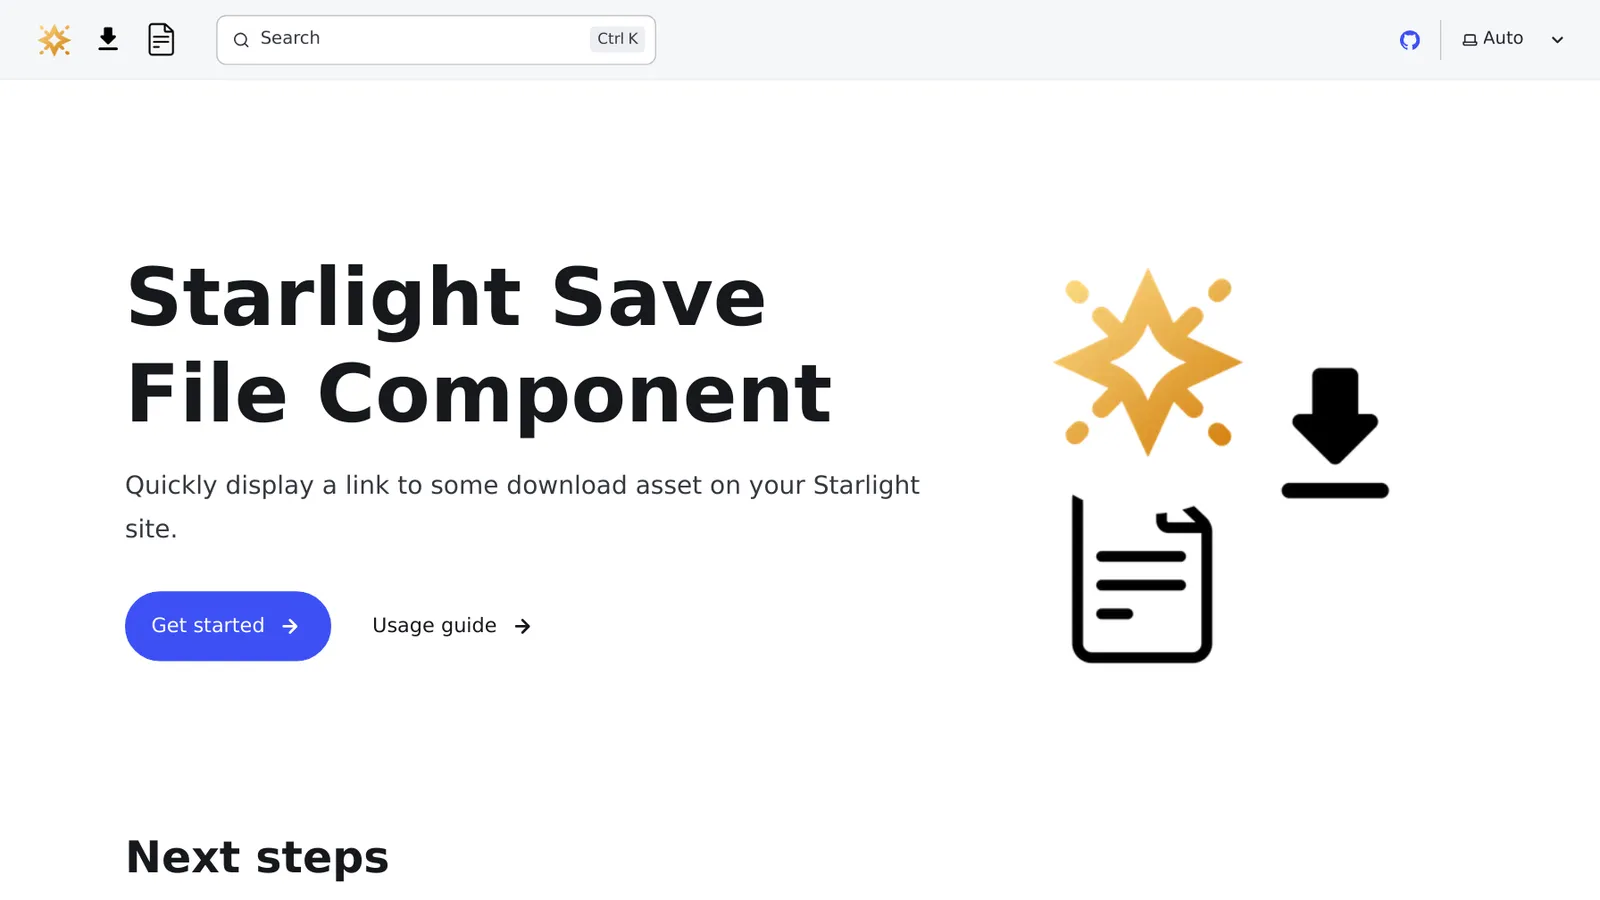 Search
Ctrl K
Auto
Starlight Save
File Component
Quickly display a link to some download asset on your Starlight
site.
Get started
Usage guide
Next steps